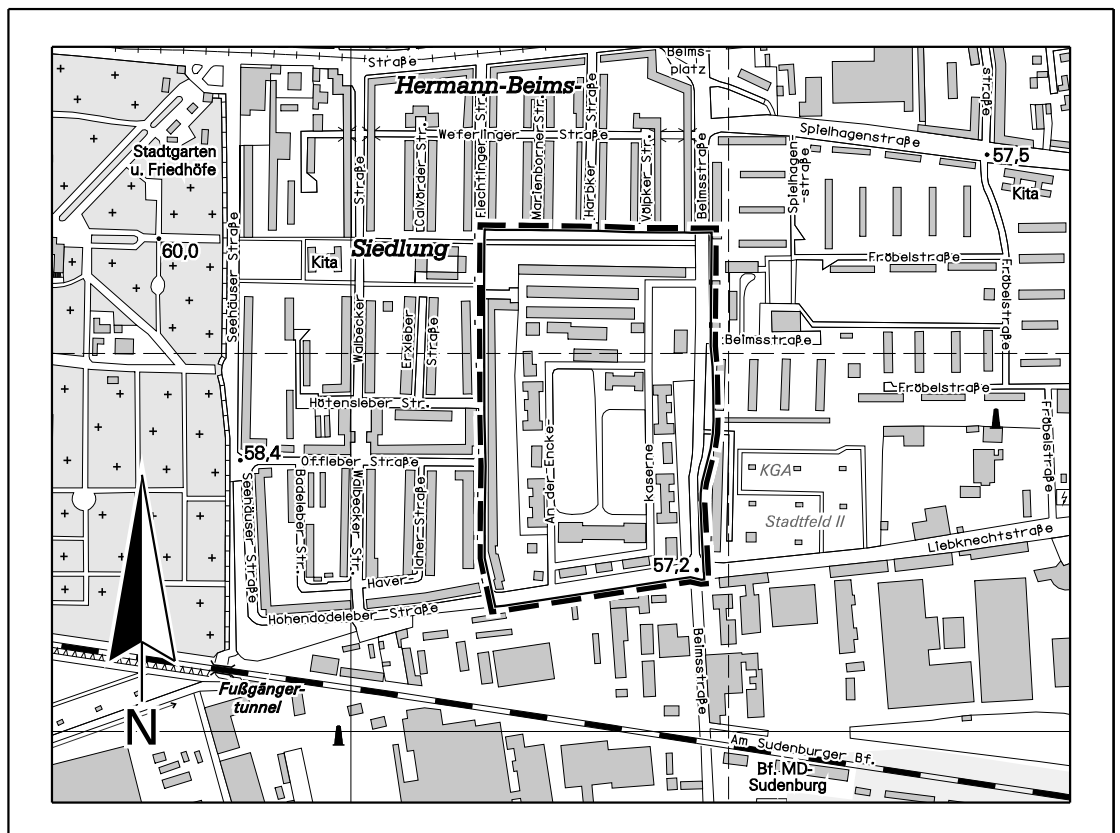 Straße
Beims-
platz
Hermann-Beims-
straße
Spielhagenstraße
57,5
Weferlinger Straße
Stadtgarten
u. Friedhöfe
Straße
Calvörder Str.
Flechtinger Str.
Marienborner Str.
Harbker Straße
Völpker Str.
Beimsstraße
Spielhagen
-straße
Kita
60,0
Seehäuser Straße
Siedlung
Kita
Fröbelstraße
Fröbelstraße
Walbecker
Erxleber
Straße
Beimsstraße
Hötensleber Str.
Fröbelstraße
Fröbelstraße
58,4
Offleber Straße
An der Encke-
kaserne
KGA
Stadtfeld II
Seehäuser Straße
Badeleber Str.
Walbecker Str.
Haver
laher Straße
57,2
Liebknechtstraße
Hohendodeleber Straße
Beimsstraße
Fußgänger-
tunnel
N
Am Sudenburger Bf.
Bf. MD-
Sudenburg